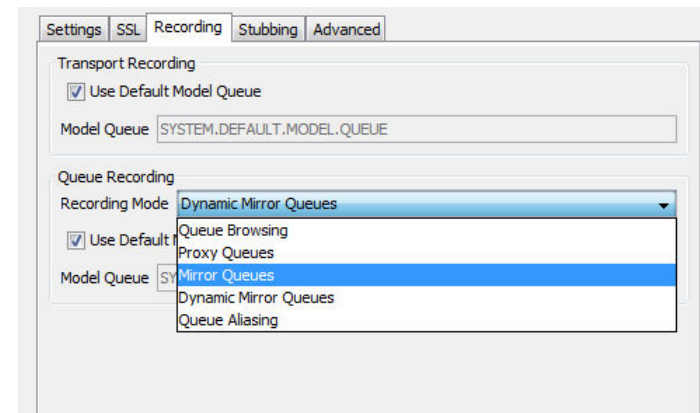 Settings SSL Recording Stubbing Advanced
Transport Recording
Use Default Model Queue
Model Queue SYSTEM.DEFAULT.MODEL.QUEUE
Queue Recording
Recording Mode Dynamic Mirror Queues
Queue Browsing
Use Default
Proxy Queues
Model Queue SY Mirror Queues
Dynamic Mirror Queues
Queue Aliasing